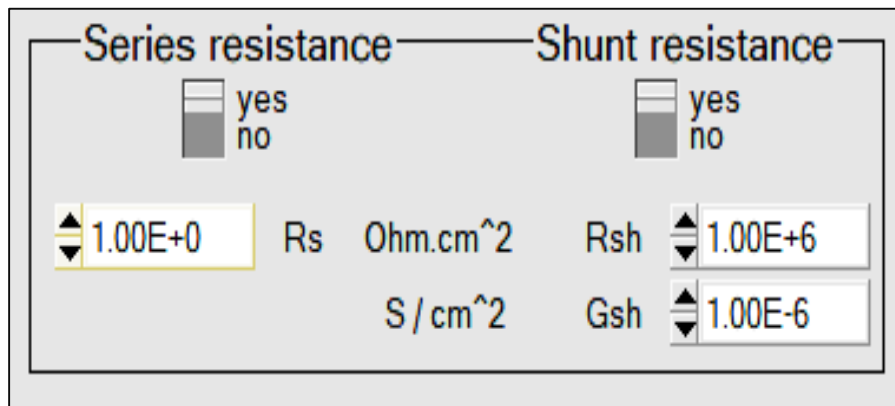 Series resistance Shunt resistance
yes yes
no no
1.00E+0 Rs Ohm.cm^2 Rsh 1.00E+6
S / cm^2 Gsh 1.00E-6